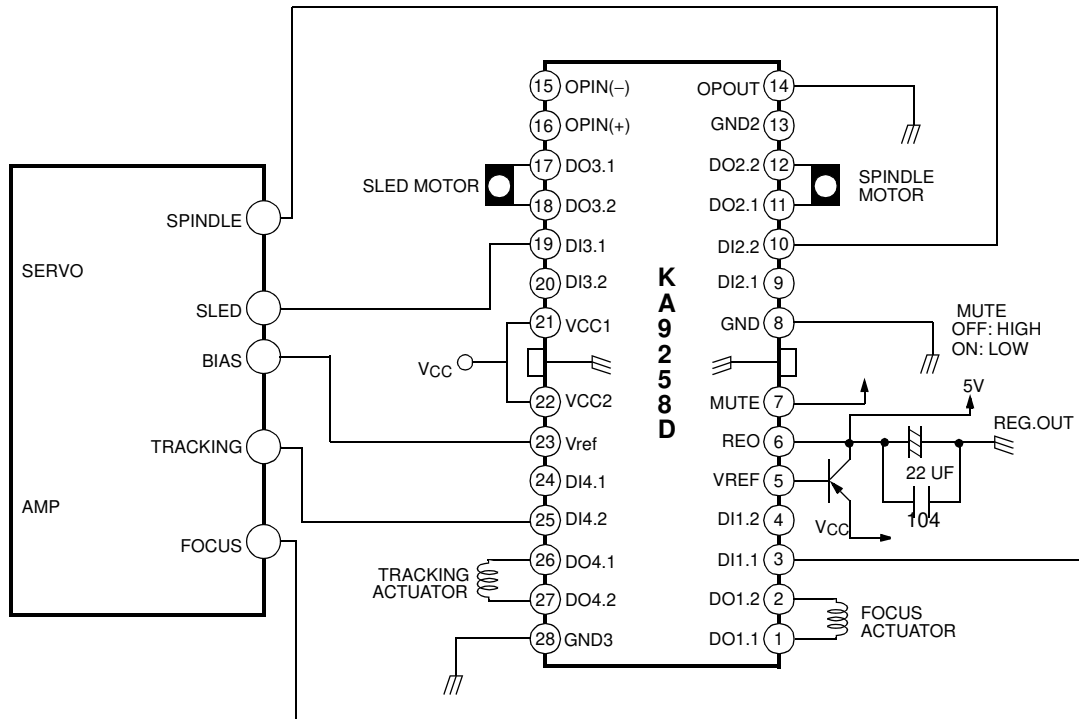 SERVO
AMP
SPINDLE
SLED
BIAS
TRACKING
FOCUS
SLED MOTOR
VCC
TRACKING
ACTUATOR
15 OPIN(−)
16 OPIN(+)
17 DO3.1
18 DO3.2
19 DI3.1
20 DI3.2
21 VCC1
22 VCC2
23 Vref
24 DI4.1
25 DI4.2
26 DO4.1
27 DO4.2
28 GND3
KA9258D
OPOUT 14
GND2 13
DO2.2 12
DO2.1 11
DI2.2 10
DI2.1 9
GND 8
MUTE 7
REO 6
VREF 5
DI1.2 4
DI1.1 3
DO1.2 2
DO1.1 1
SPINDLE
MOTOR
MUTE
OFF: HIGH
ON: LOW
5V
REG.OUT
22 UF
104
VCC
FOCUS
ACTUATOR